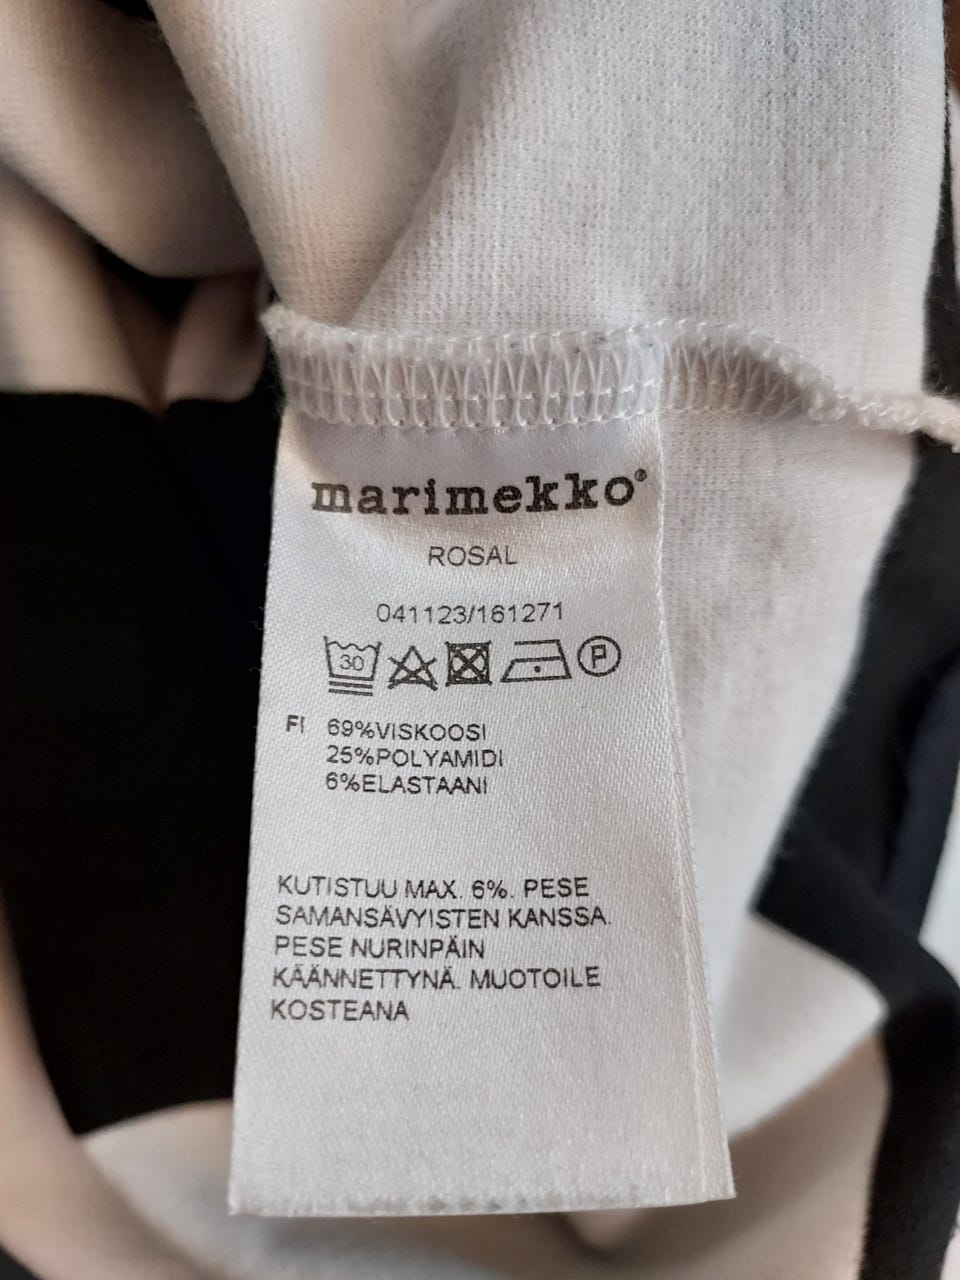 marimekko®
ROSAL
041123/161271
30 P
FI 69%VISKOOSI
25%POLYAMIDI
6%ELASTAANI
KUTISTUU MAX. 6%. PESE
SAMANSÄVYISTEN KANSSA.
PESE NURINPÄIN
KÄÄNNETTYNÄ. MUOTOILE
KOSTEANA